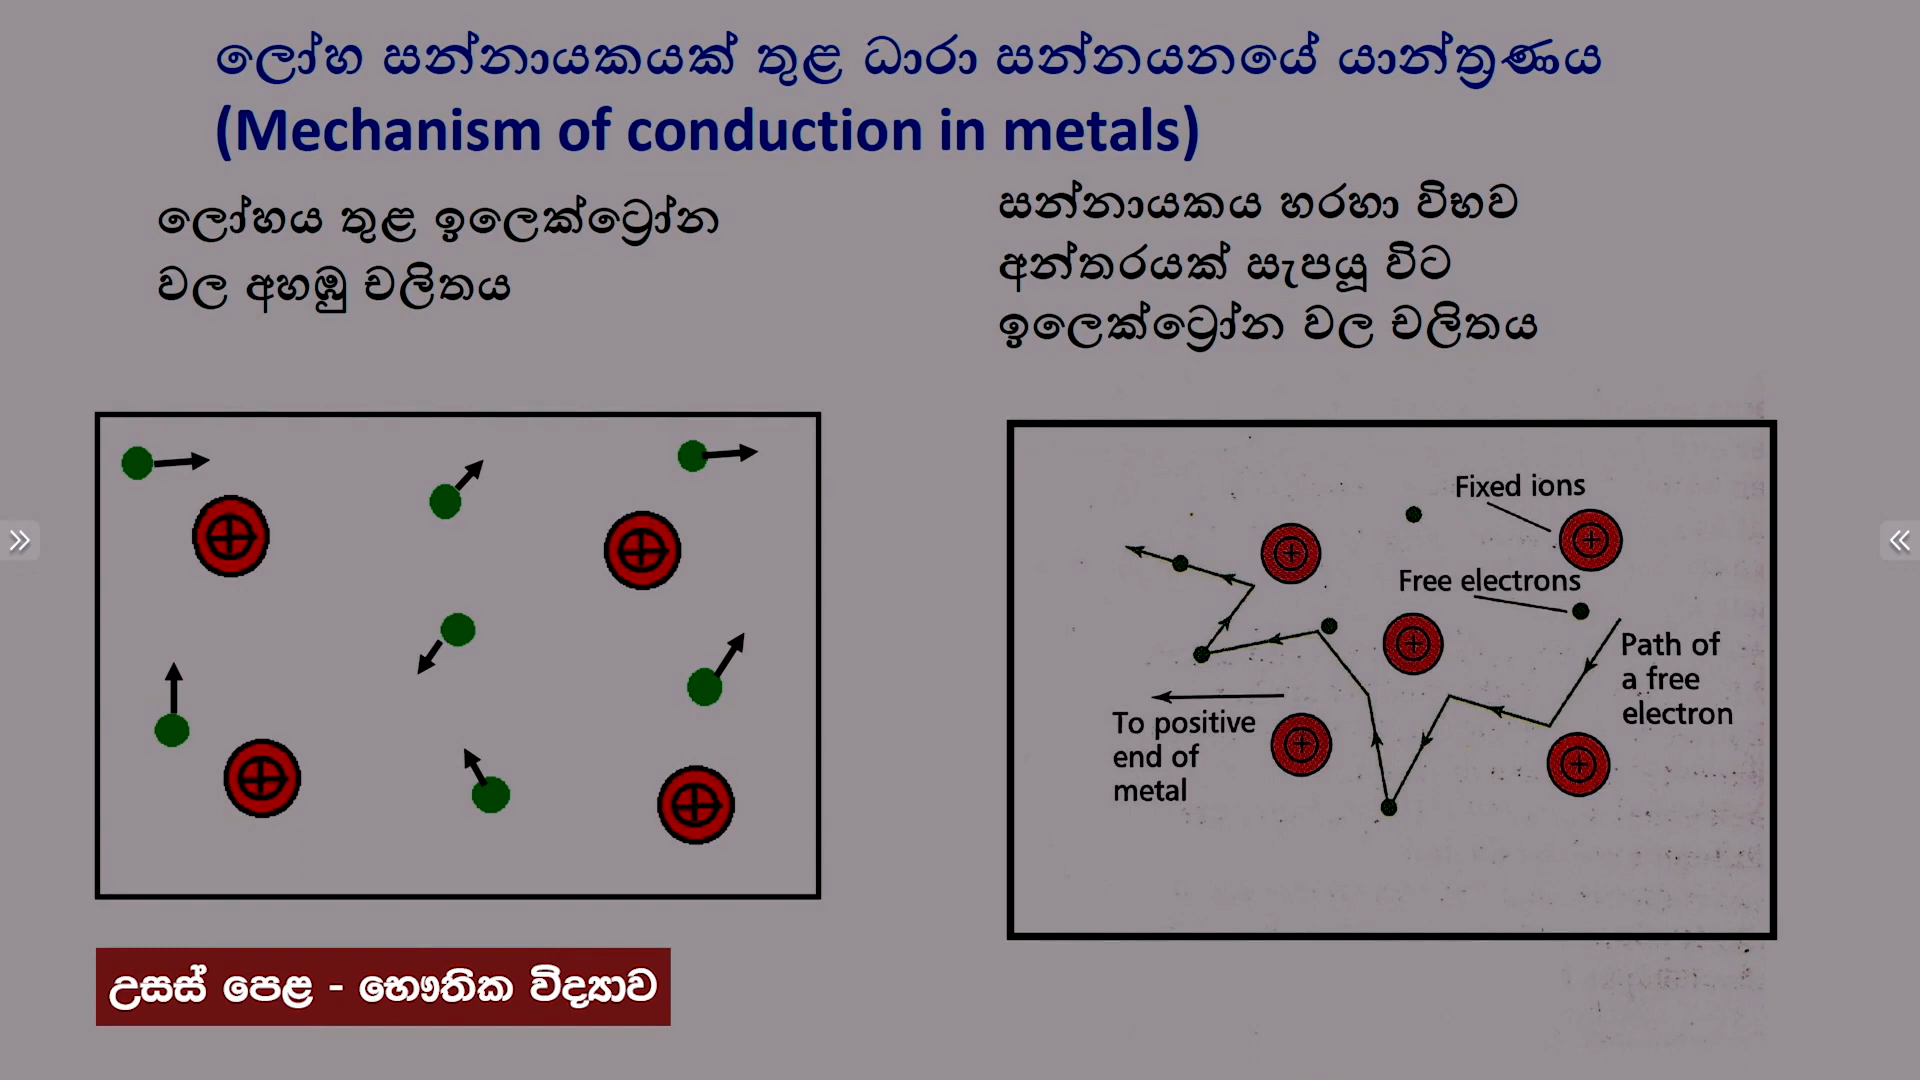 ලෝහ සන්නායකයක් තුළ ධාරා සන්නයනයේ යාන්ත්‍රණය
(Mechanism of conduction in metals)
ලෝහය තුළ ඉලෙක්ට්‍රෝන
වල අහඹු චලිතය
සන්නායකය හරහා විභව
අන්තරයක් සැපයූ විට
ඉලෙක්ට්‍රෝන වල චලිතය
Fixed ions
Free electrons
Path of
a free
electron
To positive
end of
metal
උසස් පෙළ - භෞතික විද්‍යාව